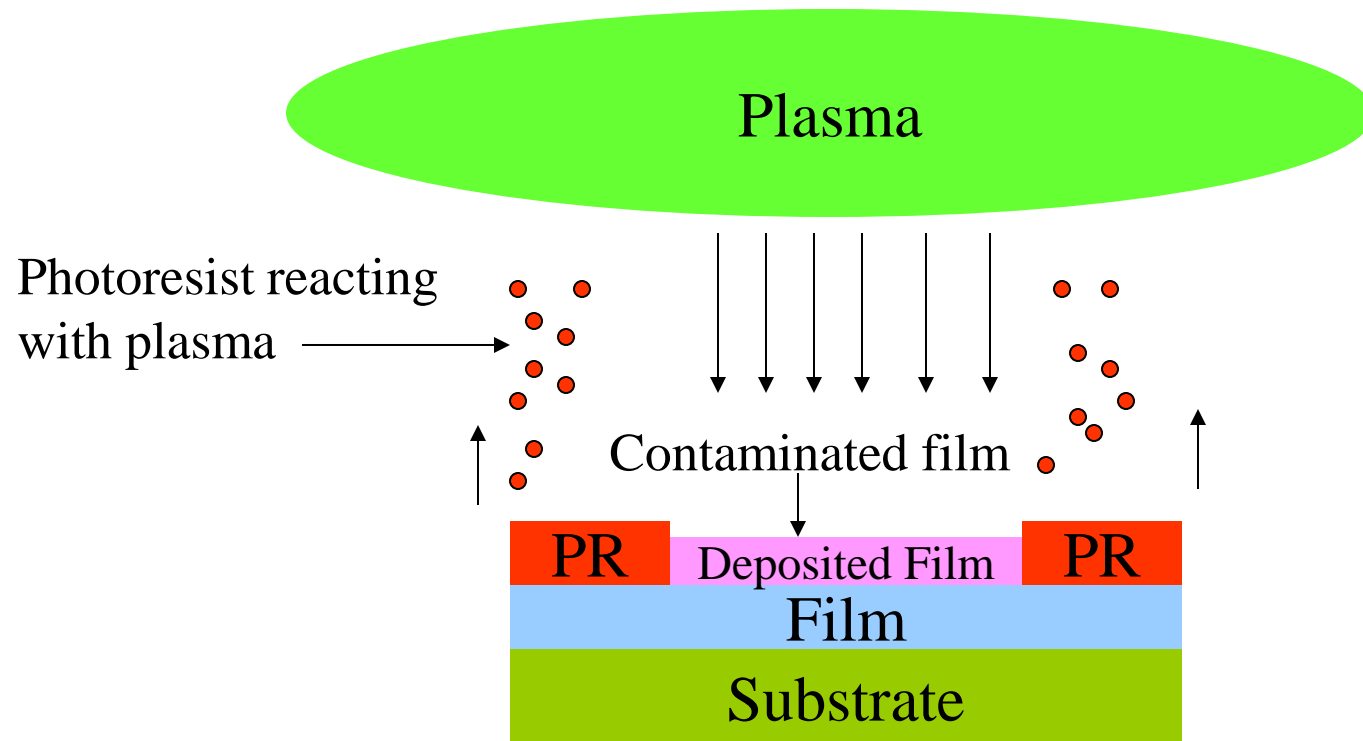 Plasma
Photoresist reacting
with plasma
Contaminated film
PR
Deposited Film
PR
Film
Substrate